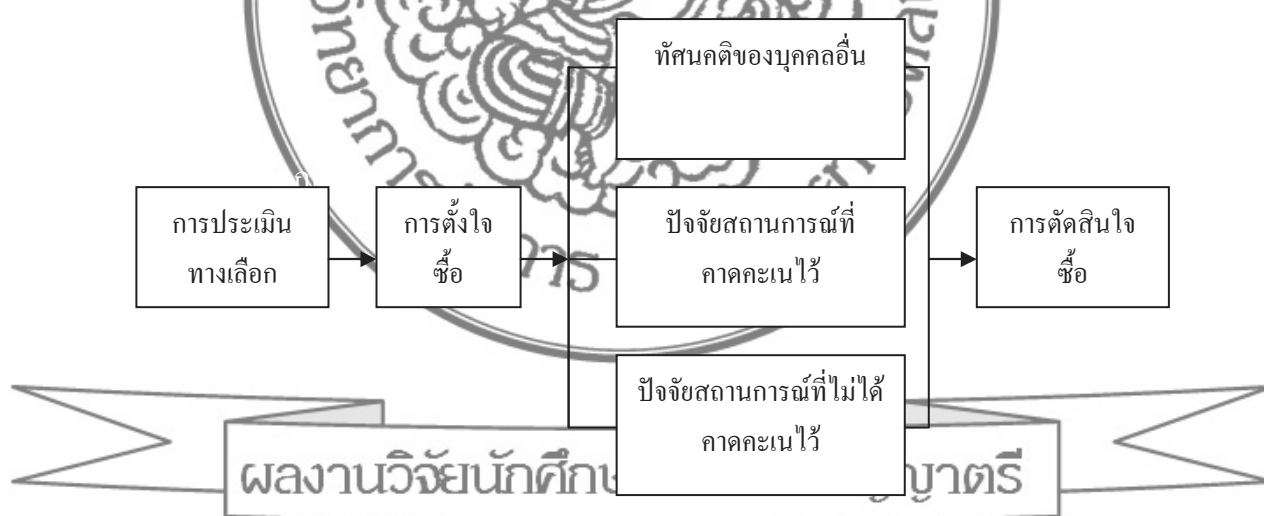 ทัศนคติของบุคคลอื่น
การประเมิน
ทางเลือก
การตั้งใจ
ซื้อ
ปัจจัยสถานการณ์ที่
คาดคะเนไว้
การตัดสินใจ
ซื้อ
ปัจจัยสถานการณ์ที่ไม่ได้
คาดคะเนไว้
ผลงานวิจัยนักศึกษ
ญาตรี